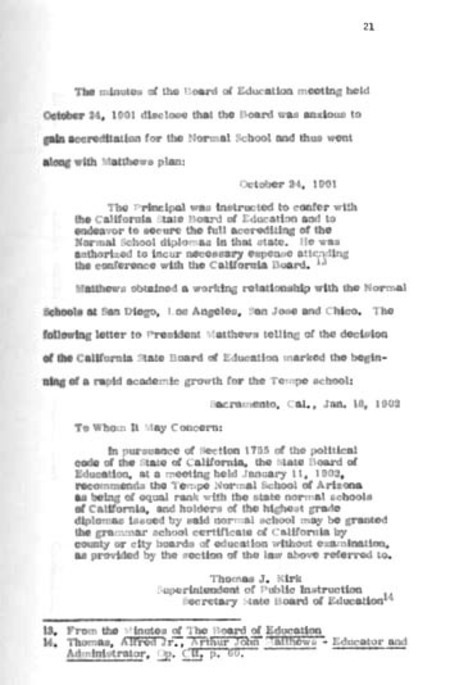 21
The minutes of the Board of Education meeting held
October 24, 1901 disclose that the Board was anxious to
gain accreditation for the Normal School and thus went
along with Matthews plan:
October 24, 1901
The Principal was instructed to confer with
the California State Board of Education and to
endeavor to secure the full accrediting of the
Normal School diplomas in that state. He was
authorized to incur necessary expense attending
the conference with the California Board. 13
Matthews obtained a working relationship with the Normal
Schools at San Diego, Los Angeles, San Jose and Chico. The
following letter to President Matthews telling of the decision
of the California State Board of Education marked the begin-
ning of a rapid academic growth for the Tempe school:
Sacramento, Cal., Jan. 18, 1902
To Whom It May Concern:
In pursuance of Section 1755 of the political
code of the State of California, the State Board of
Education, at a meeting held January 11, 1902,
recommends the Tempe Normal School of Arizona
as being of equal rank with the state normal schools
of California, and holders of the highest grade
diplomas issued by said normal school may be granted
the grammar school certificate of California by
county or city boards of education without examination,
as provided by the section of the law above referred to.
Thomas J. Kirk
Superintendent of Public Instruction
Secretary State Board of Education14
13. From the Minutes of The Board of Education
14. Thomas, Alfred Jr., Arthur John Matthews - Educator and
Administrator, Op. Cit, p. 60.